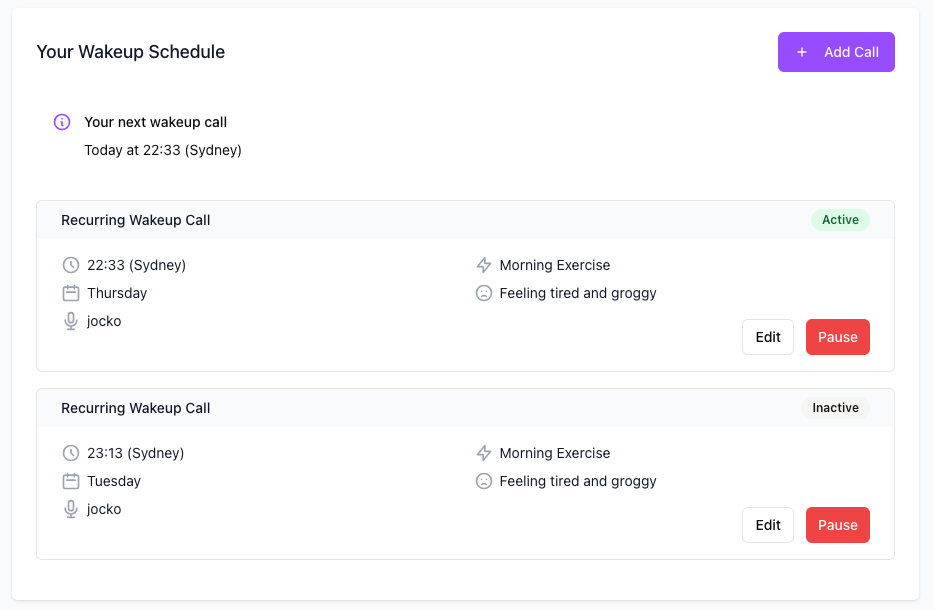 Your Wakeup Schedule
+ Add Call
Your next wakeup call
Today at 22:33 (Sydney)
Recurring Wakeup Call
Active
22:33 (Sydney)
Morning Exercise
Thursday
Feeling tired and groggy
jocko
Edit
Pause
Recurring Wakeup Call
Inactive
23:13 (Sydney)
Morning Exercise
Tuesday
Feeling tired and groggy
jocko
Edit
Pause